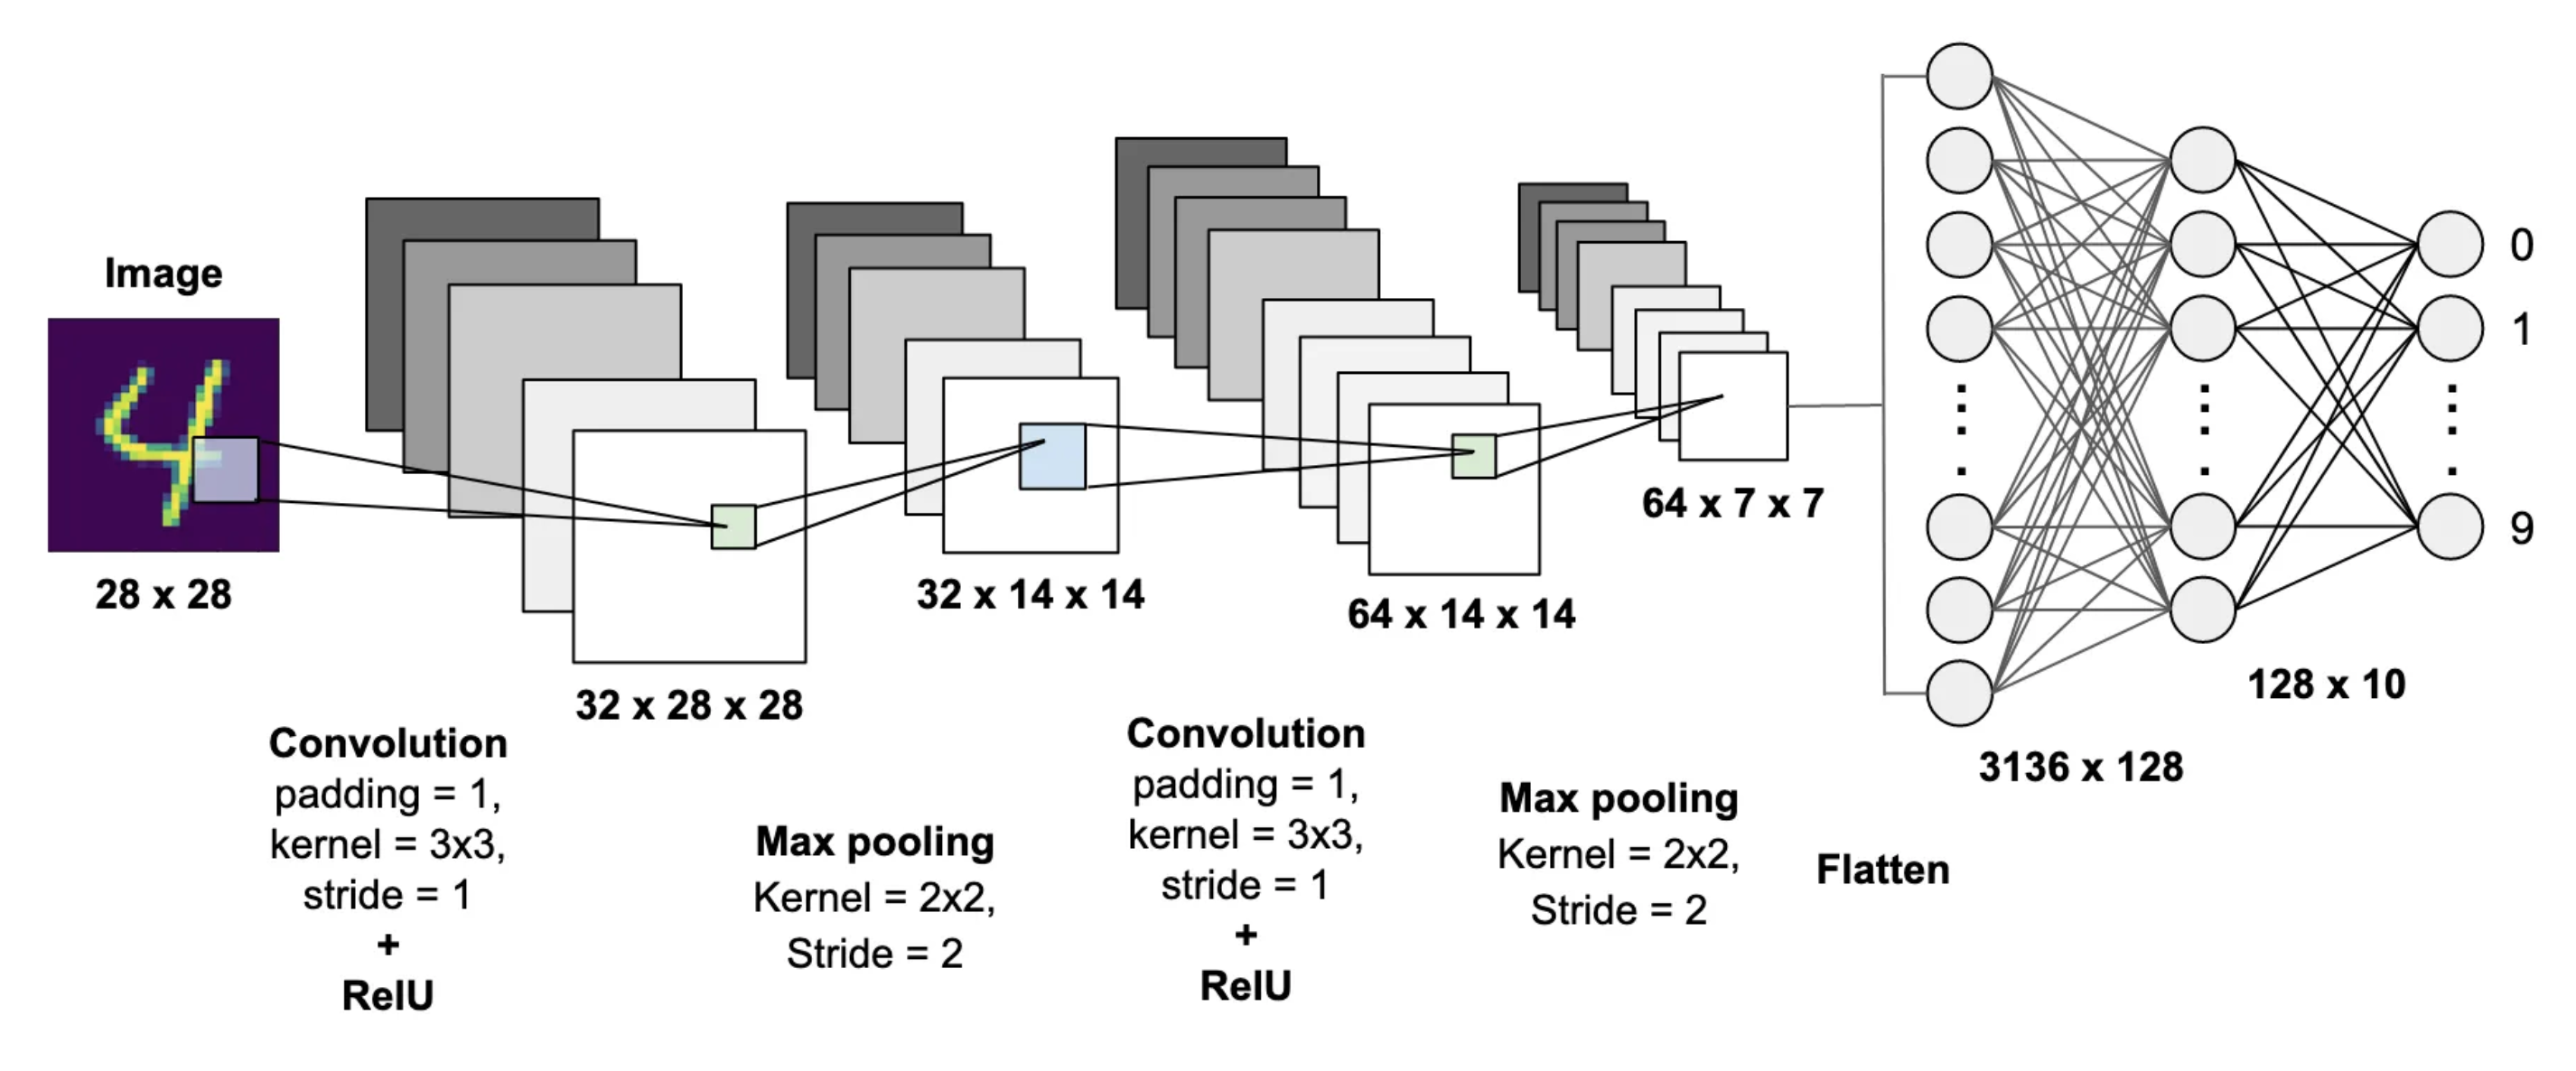 Image
28 x 28
32 x 28 x 28
Convolution
padding = 1,
kernel = 3x3,
stride = 1
+
RelU
32 x 14 x 14
Max pooling
Kernel = 2x2,
Stride = 2
64 x 14 x 14
Convolution
padding = 1,
kernel = 3x3,
stride = 1
+
RelU
64 x 7 x 7
Max pooling
Kernel = 2x2,
Stride = 2
Flatten
3136 x 128
128 x 10
0
1
9
4